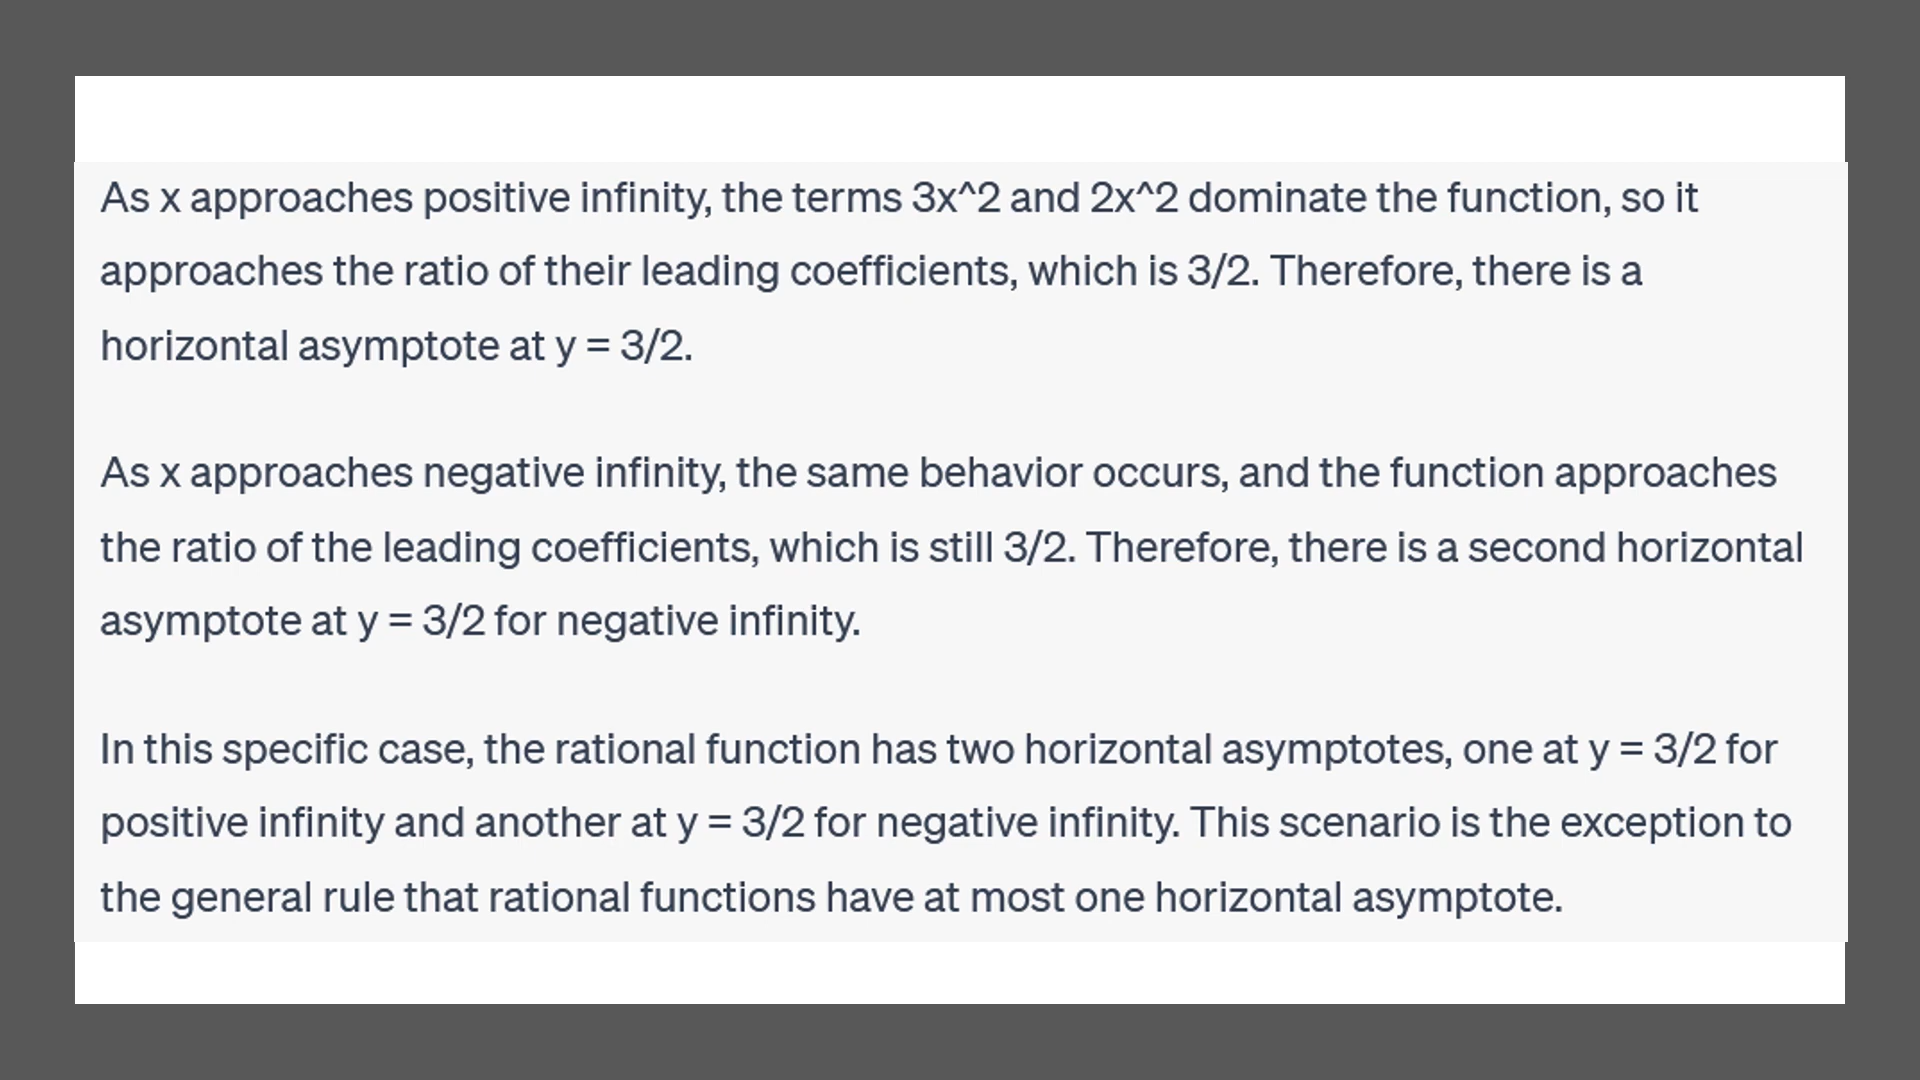 As x approaches positive infinity, the terms 3x^2 and 2x^2 dominate the function, so it
approaches the ratio of their leading coefficients, which is 3/2. Therefore, there is a
horizontal asymptote at y = 3/2.
As x approaches negative infinity, the same behavior occurs, and the function approaches
the ratio of the leading coefficients, which is still 3/2. Therefore, there is a second horizontal
asymptote at y = 3/2 for negative infinity.
In this specific case, the rational function has two horizontal asymptotes, one at y = 3/2 for
positive infinity and another at y = 3/2 for negative infinity. This scenario is the exception to
the general rule that rational functions have at most one horizontal asymptote.